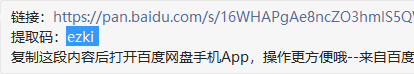 链接：https://pan.baidu.com/s/16WHAPgAe8ncZO3hmIS5Q
提取码：ezki
复制这段内容后打开百度网盘手机App，操作更方便哦--来自百度